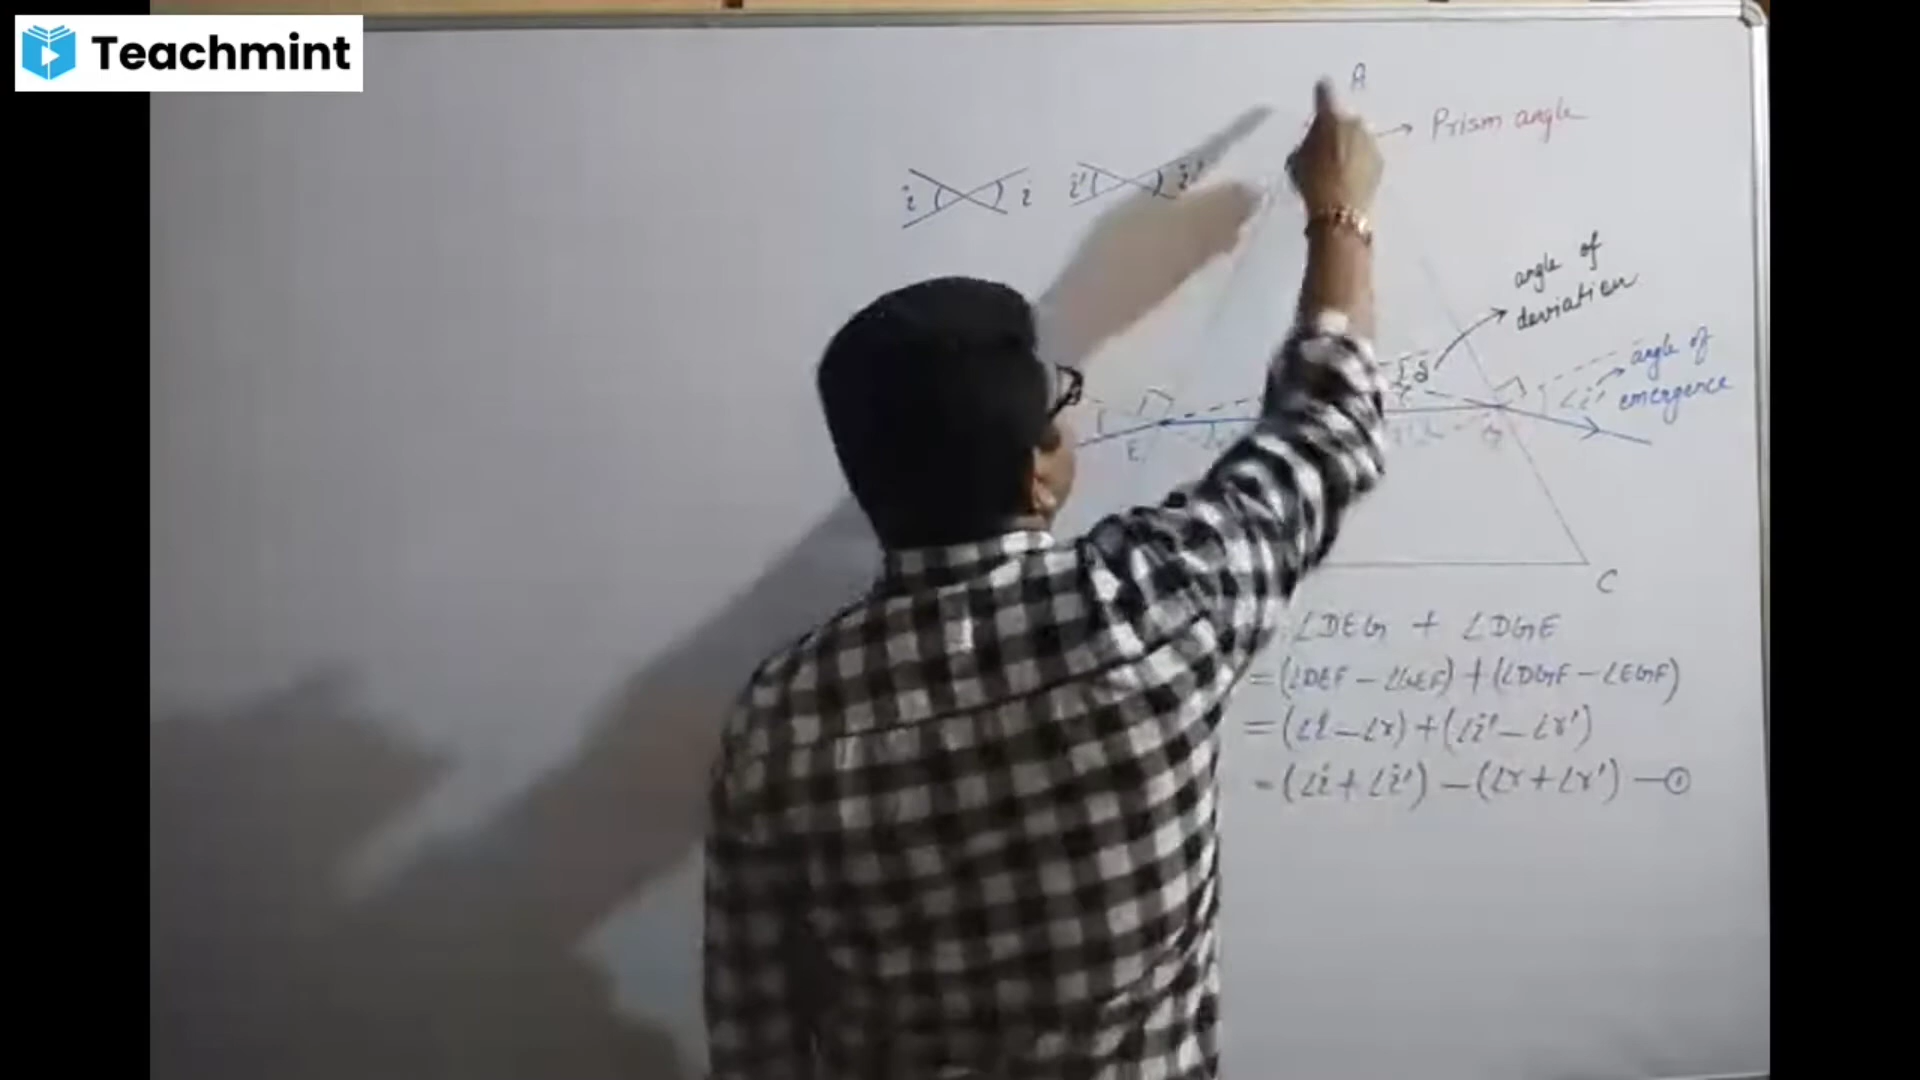 Teachmint
A
Prism angle
i i i' i'
angle of
deviation
δ
angle of
∠i' emergence
E
C
∠DEG + ∠DGE
= (∠DEF – ∠GEF) + (∠DGF – ∠EGF)
= (∠i – ∠r) + (∠i' – ∠r')
= (∠i + ∠i') – (∠r + ∠r') — ①